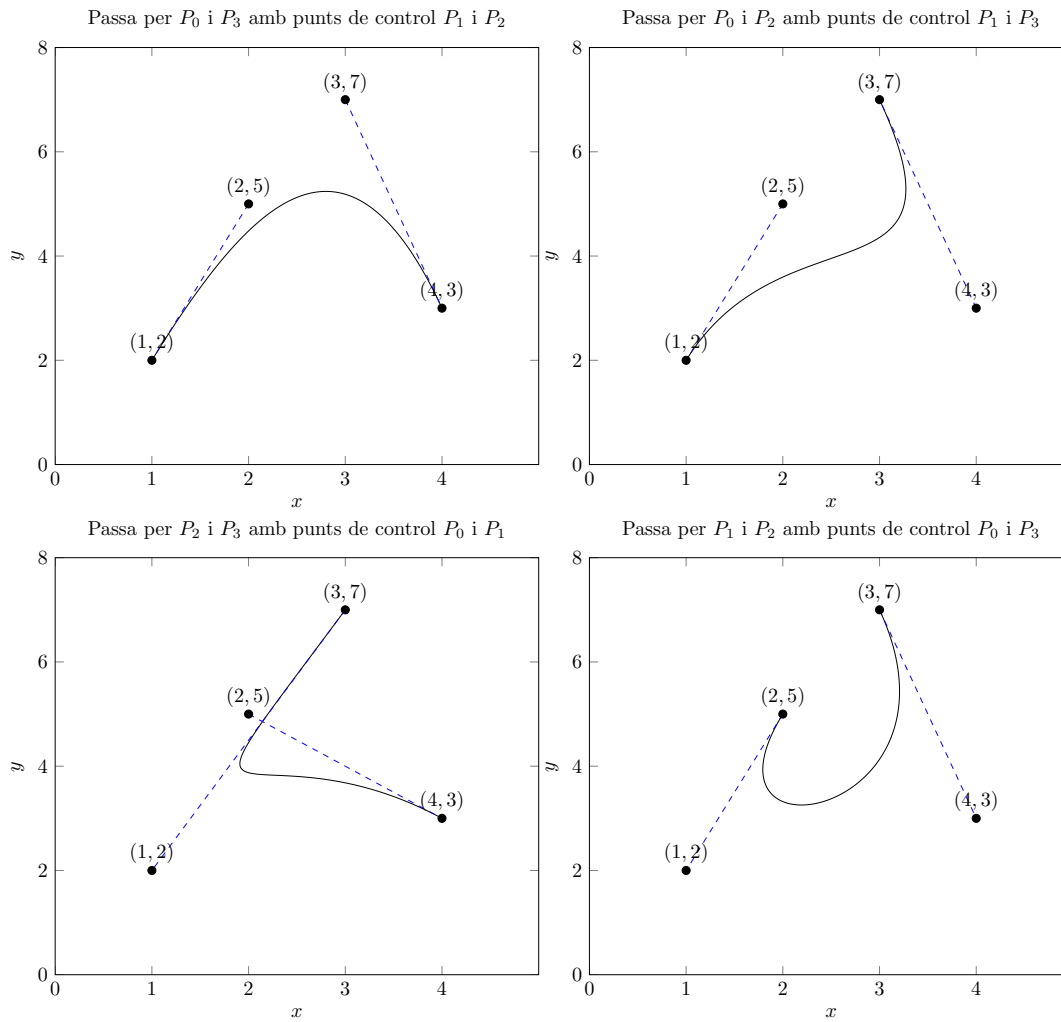 Passa per P₀ i P₃ amb punts de control P₁ i P₂
8
(3, 7)
6
(2, 5)
y
4
(4, 3)
(1, 2)
2
0
0 1 2 3 4
x
Passa per P₀ i P₂ amb punts de control P₁ i P₃
8
(3, 7)
6
(2, 5)
y
4
(4, 3)
(1, 2)
2
0
0 1 2 3 4
x
Passa per P₂ i P₃ amb punts de control P₀ i P₁
8
(3, 7)
6
(2, 5)
y
4
(4, 3)
(1, 2)
2
0
0 1 2 3 4
x
Passa per P₁ i P₂ amb punts de control P₀ i P₃
8
(3, 7)
6
(2, 5)
y
4
(4, 3)
(1, 2)
2
0
0 1 2 3 4
x